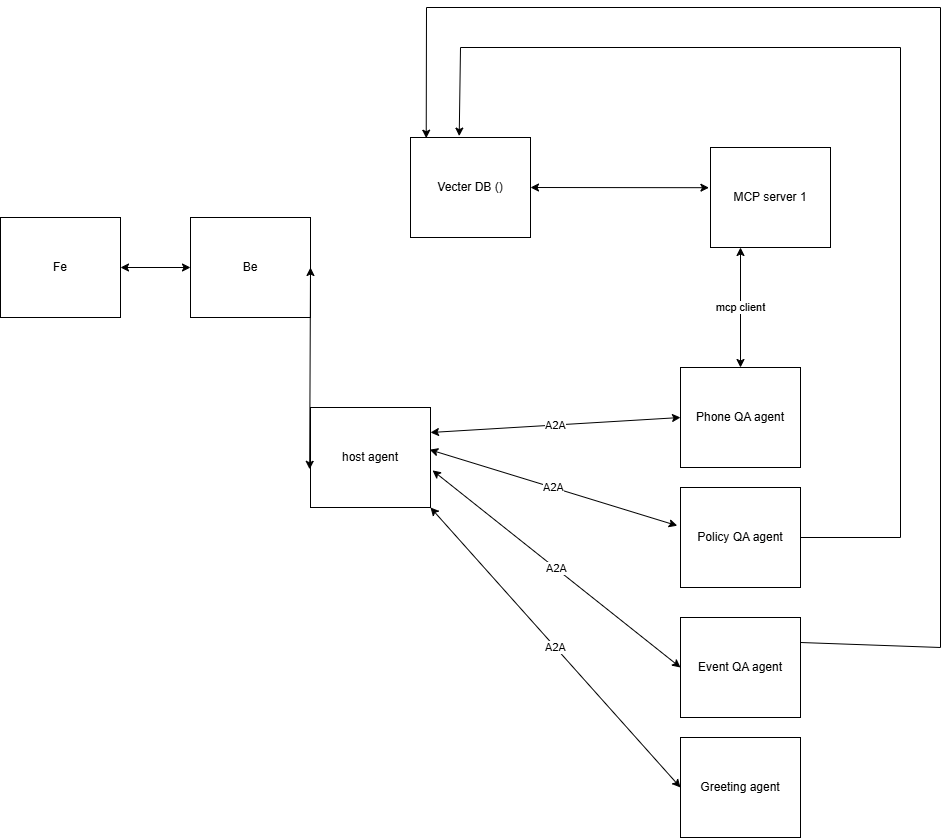 Vecter DB ()
MCP server 1
Fe
Be
mcp client
Phone QA agent
A2A
host agent
A2A
Policy QA agent
A2A
Event QA agent
A2A
Greeting agent